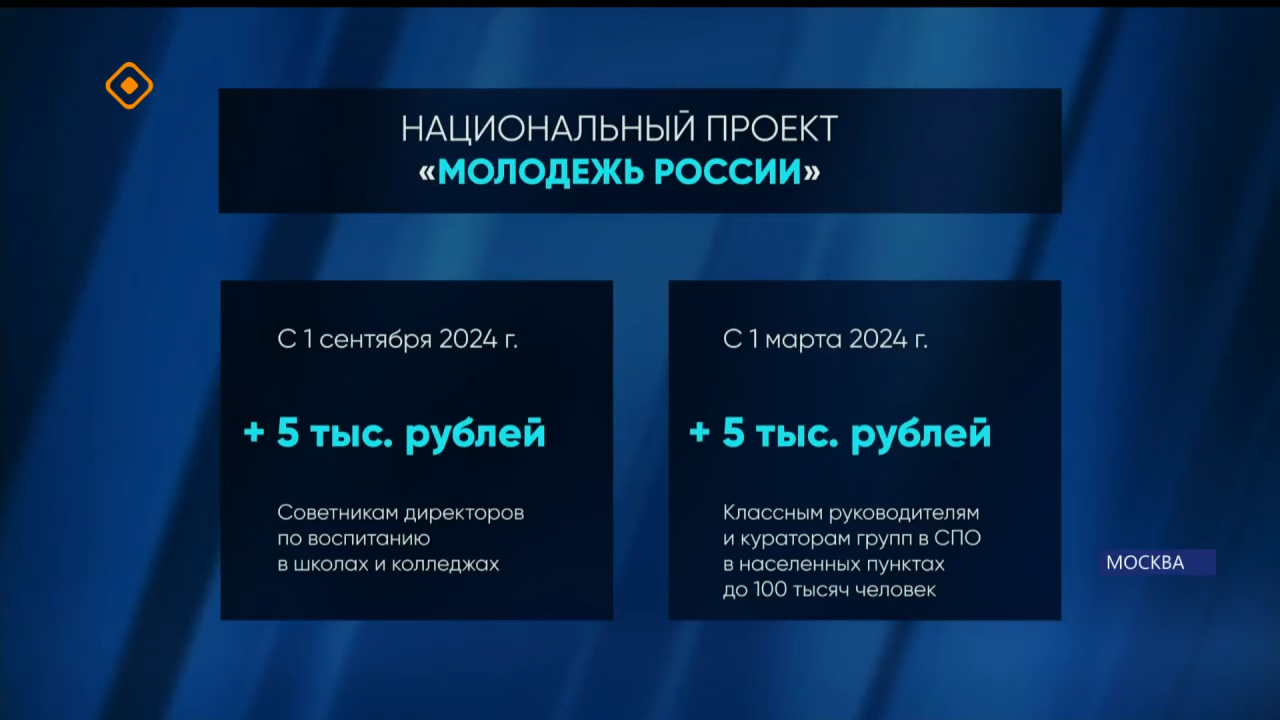 НАЦИОНАЛЬНЫЙ ПРОЕКТ
«МОЛОДЕЖЬ РОССИИ»
С 1 сентября 2024 г.
+ 5 тыс. рублей
Советникам директоров
по воспитанию
в школах и колледжах
С 1 марта 2024 г.
+ 5 тыс. рублей
Классным руководителям
и кураторам групп в СПО
в населенных пунктах
до 100 тысяч человек
МОСКВА